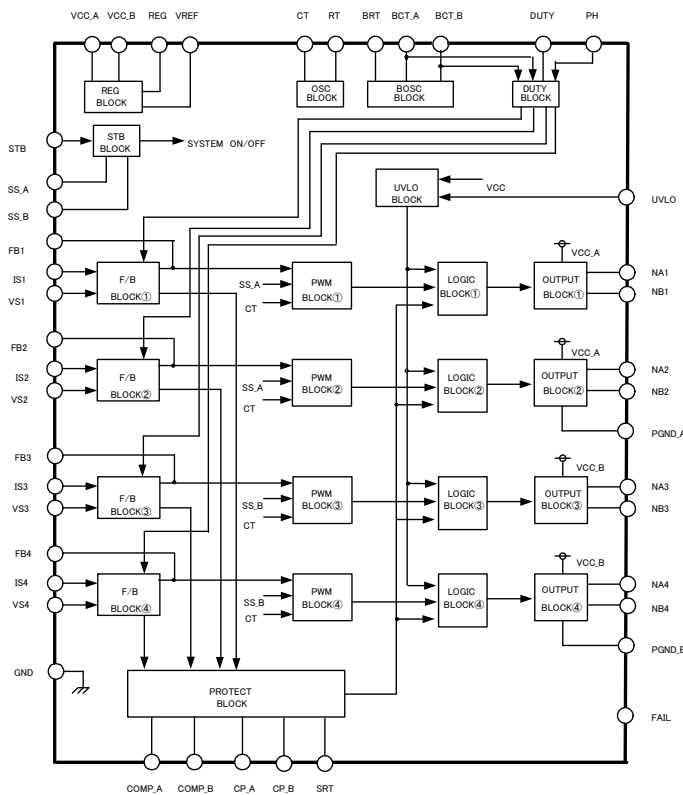 VCC_A VCC_B REG VREF CT RT BRT BCT_A BCT_B DUTY PH
REG
BLOCK
OSC
BLOCK
BOSC
BLOCK
DUTY
BLOCK
STB
STB
BLOCK
SYSTEM ON/OFF
SS_A
SS_B
UVLO
BLOCK
VCC
UVLO
FB1
IS1
VS1
F/B
BLOCK①
SS_A
CT
PWM
BLOCK①
LOGIC
BLOCK①
VCC_A
OUTPUT
BLOCK①
NA1
NB1
FB2
IS2
VS2
F/B
BLOCK②
SS_A
CT
PWM
BLOCK②
LOGIC
BLOCK②
VCC_A
OUTPUT
BLOCK②
NA2
NB2
PGND_A
FB3
IS3
VS3
F/B
BLOCK③
SS_B
CT
PWM
BLOCK③
LOGIC
BLOCK③
VCC_B
OUTPUT
BLOCK③
NA3
NB3
FB4
IS4
VS4
F/B
BLOCK④
SS_B
CT
PWM
BLOCK④
LOGIC
BLOCK④
VCC_B
OUTPUT
BLOCK④
NA4
NB4
PGND_B
GND
PROTECT
BLOCK
FAIL
COMP_A COMP_B CP_A CP_B SRT